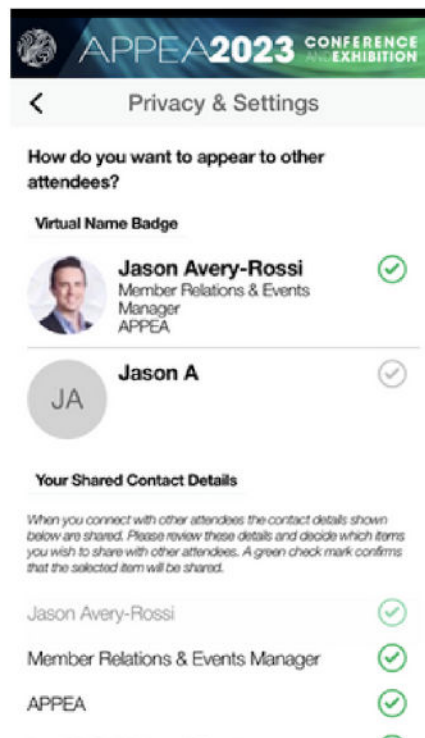 APPEA2023 CONFERENCE
AND EXHIBITION
Privacy & Settings
How do you want to appear to other
attendees?
Virtual Name Badge
Jason Avery-Rossi
Member Relations & Events
Manager
APPEA
JA
Jason A
Your Shared Contact Details
When you connect with other attendees the contact details shown
below are shared. Please review these details and decide which items
you wish to share with other attendees. A green check mark confirms
that the selected item will be shared.
Jason Avery-Rossi
Member Relations & Events Manager
APPEA